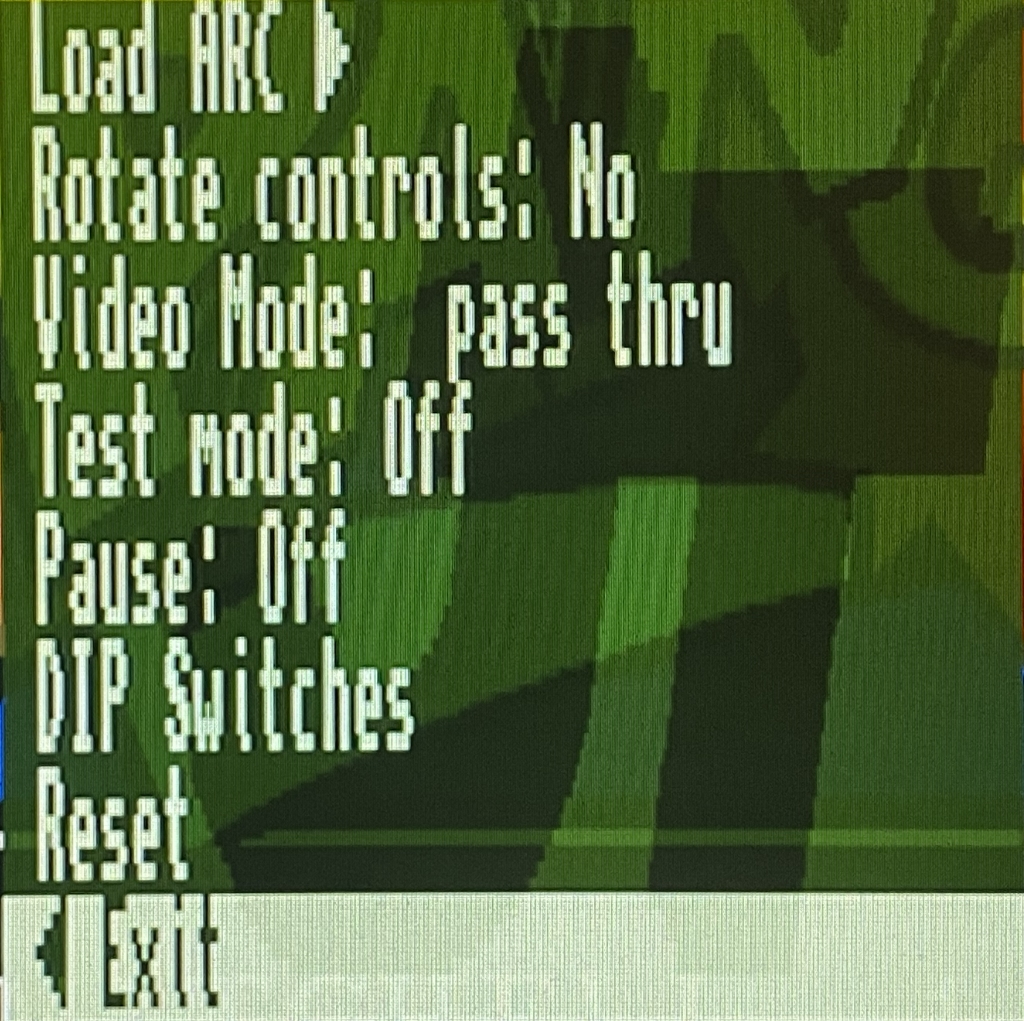 Load ARC ▶
Rotate controls: No
Video Mode: pass thru
Test mode: Off
Pause: Off
DIP Switches
Reset
◀ Exit